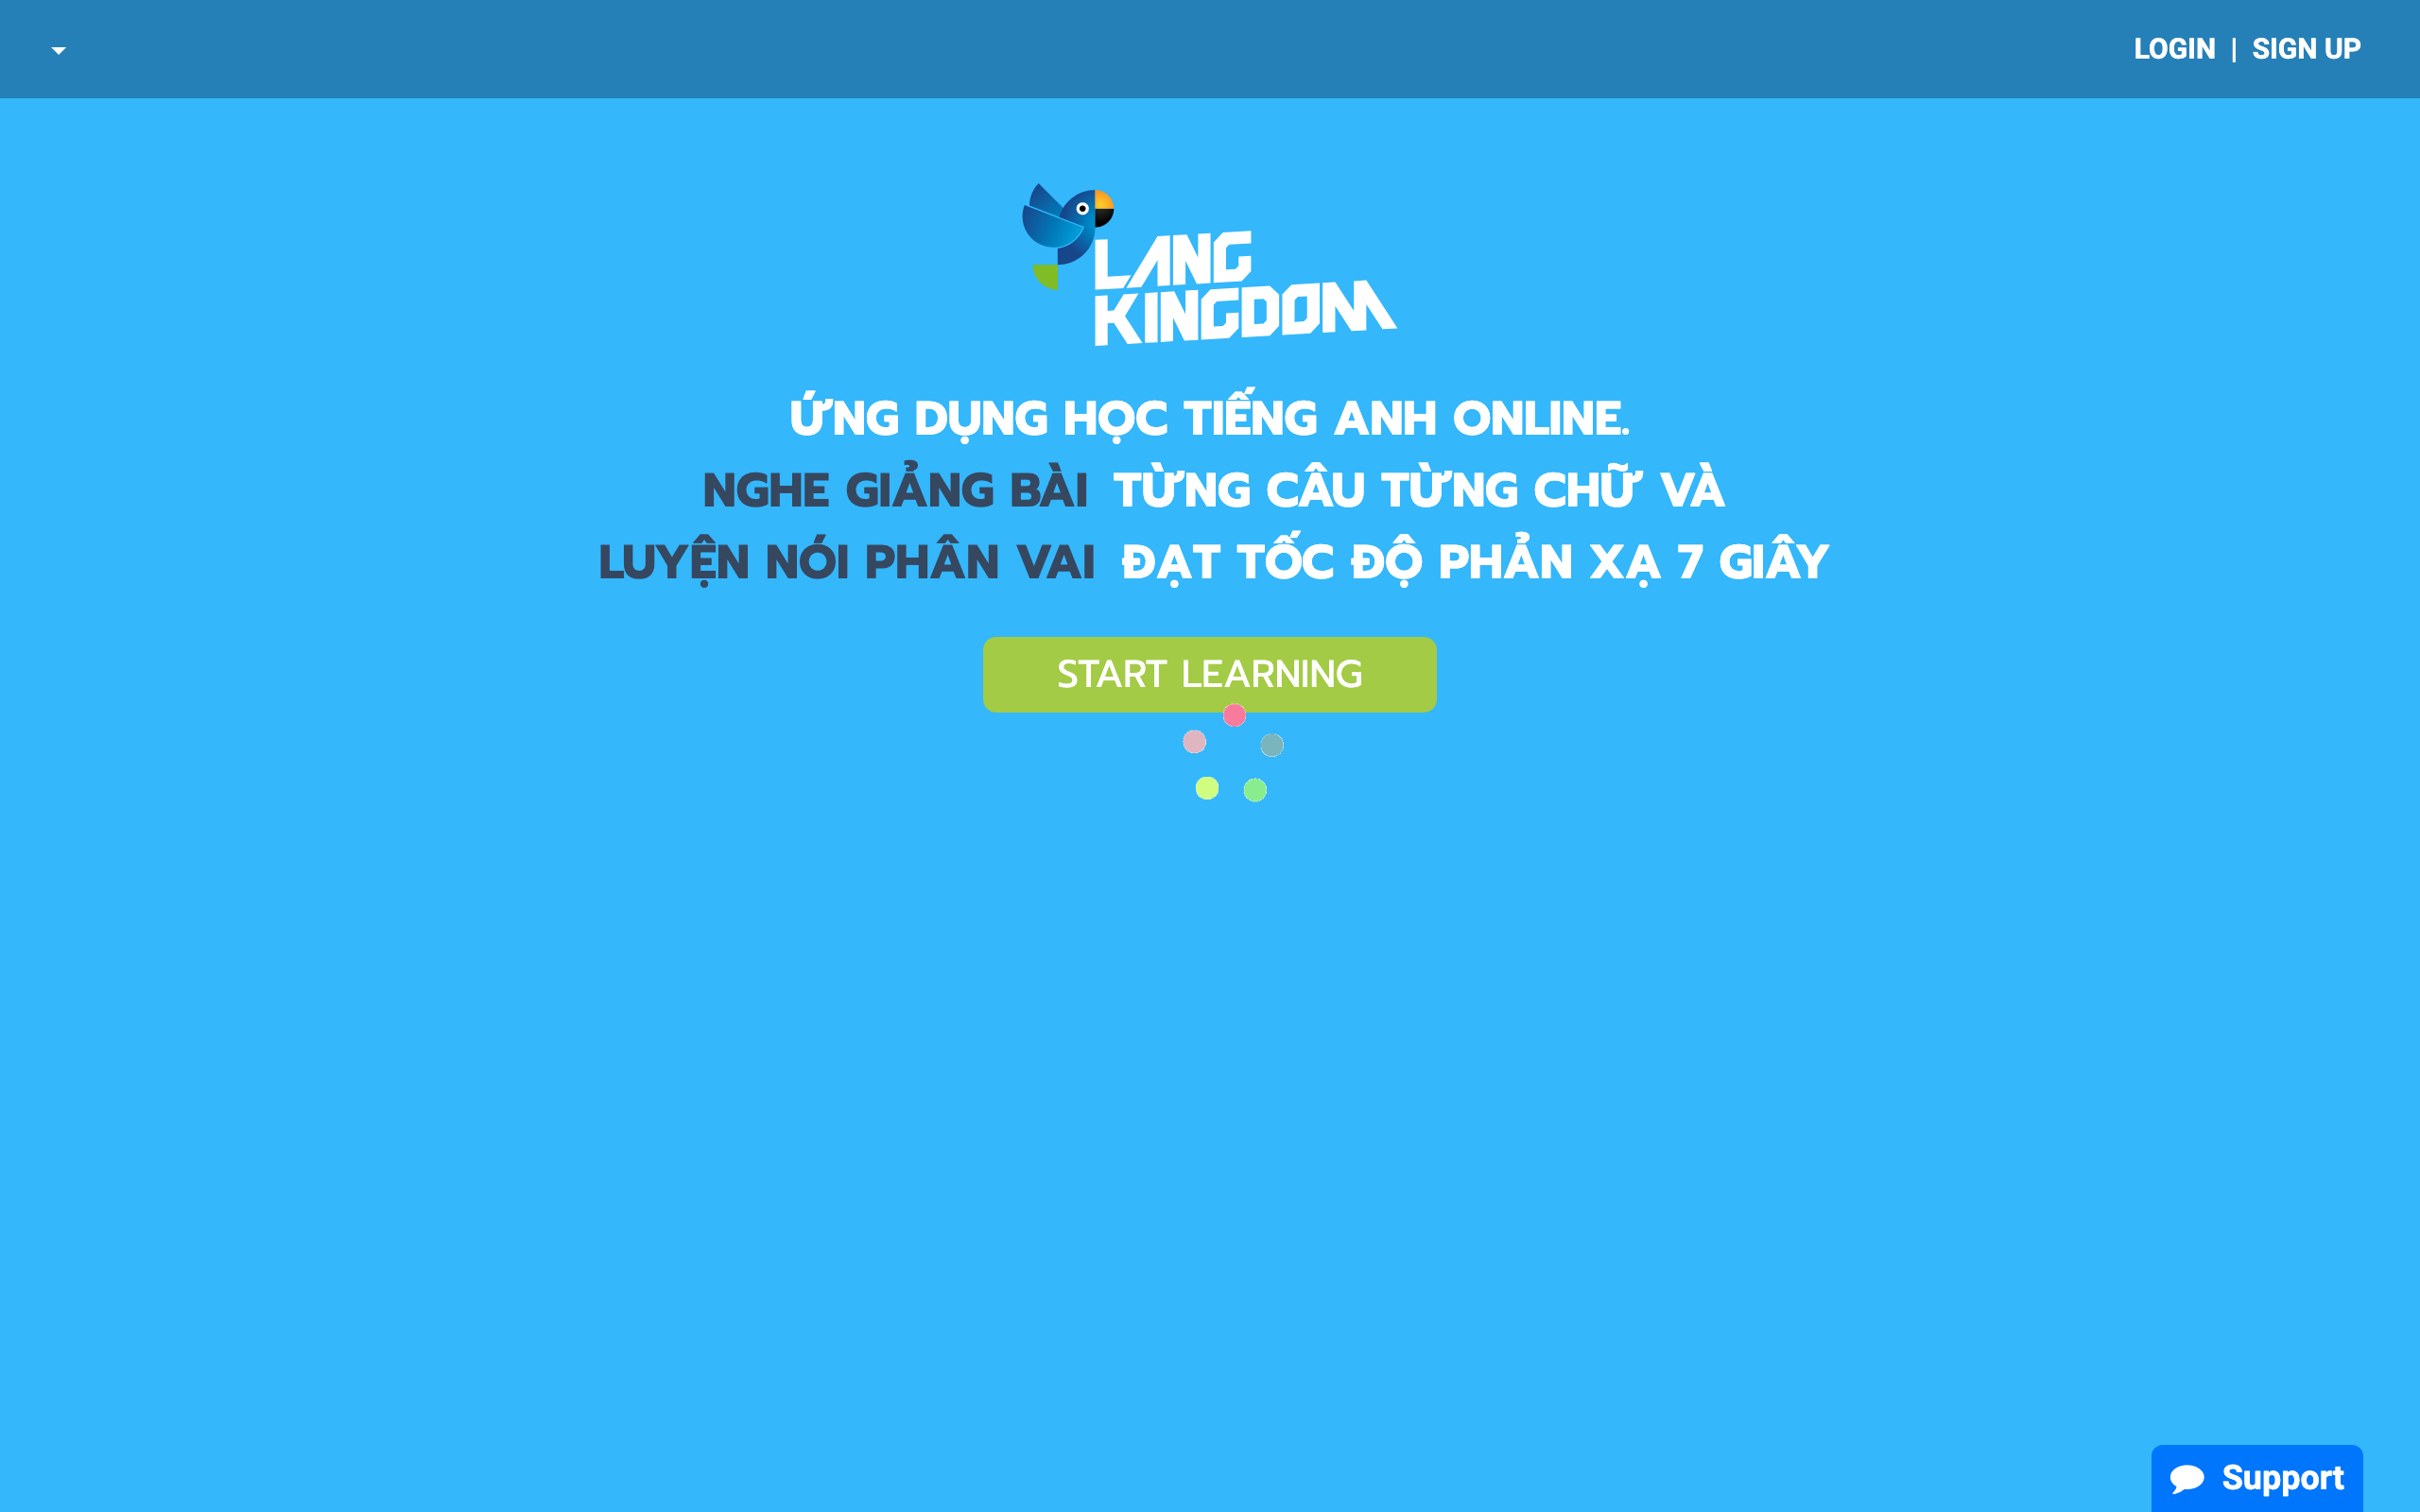 LOGIN | SIGN UP
LANG
KINGDOM
ỨNG DỤNG HỌC TIẾNG ANH ONLINE.
NGHE GIẢNG BÀI TỪNG CÂU TỪNG CHỮ VÀ
LUYỆN NÓI PHÂN VAI ĐẠT TỐC ĐỘ PHẢN XẠ 7 GIÂY
START LEARNING
Support